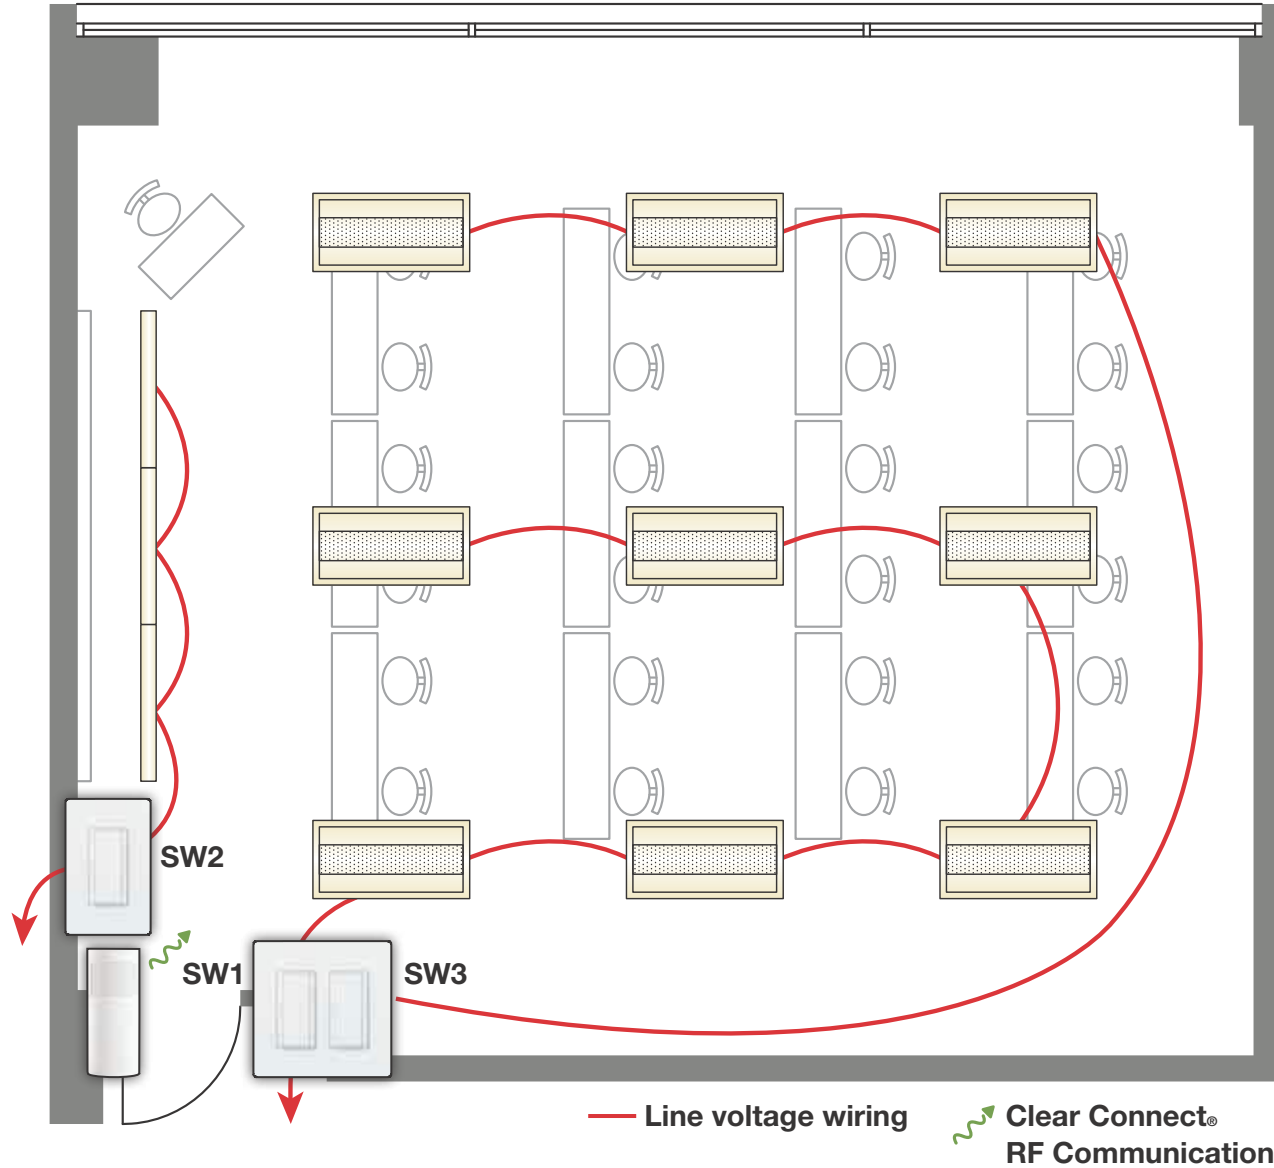 SW2
SW1
SW3
Line voltage wiring
Clear Connect®
RF Communication